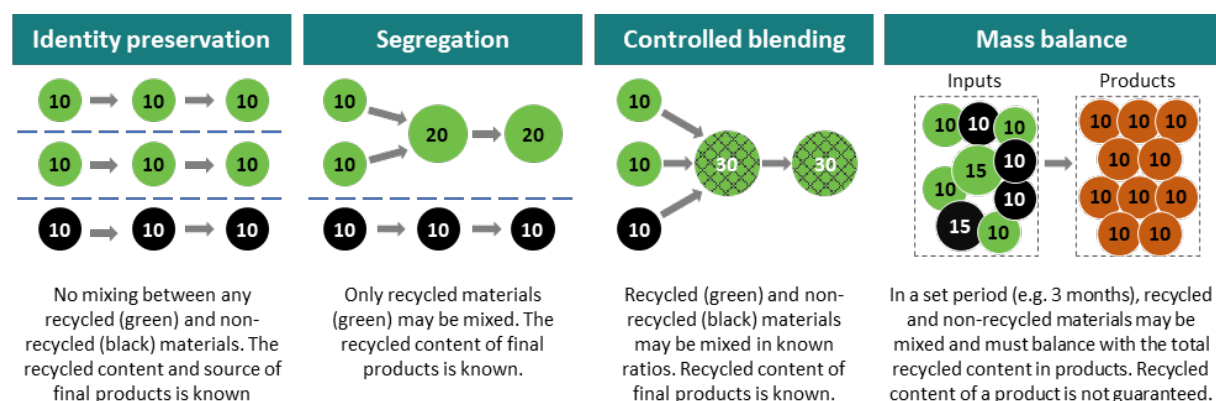 Identity preservation
10 10 10
10 10 10
10 10 10
No mixing between any
recycled (green) and non-
recycled (black) materials. The
recycled content and source of
final products is known
Segregation
10
20 20
10
10 10 10
Only recycled materials
(green) may be mixed. The
recycled content of final
products is known.
Controlled blending
10
10 30 30
10
Recycled (green) and non-
recycled (black) materials
may be mixed in known
ratios. Recycled content of
final products is known.
Mass balance
Inputs
10 10 10
15 10
10 10
15 10
Products
10 10 10
10 10
10 10 10
10 10
In a set period (e.g. 3 months), recycled
and non-recycled materials may be
mixed and must balance with the total
recycled content in products. Recycled
content of a product is not guaranteed.